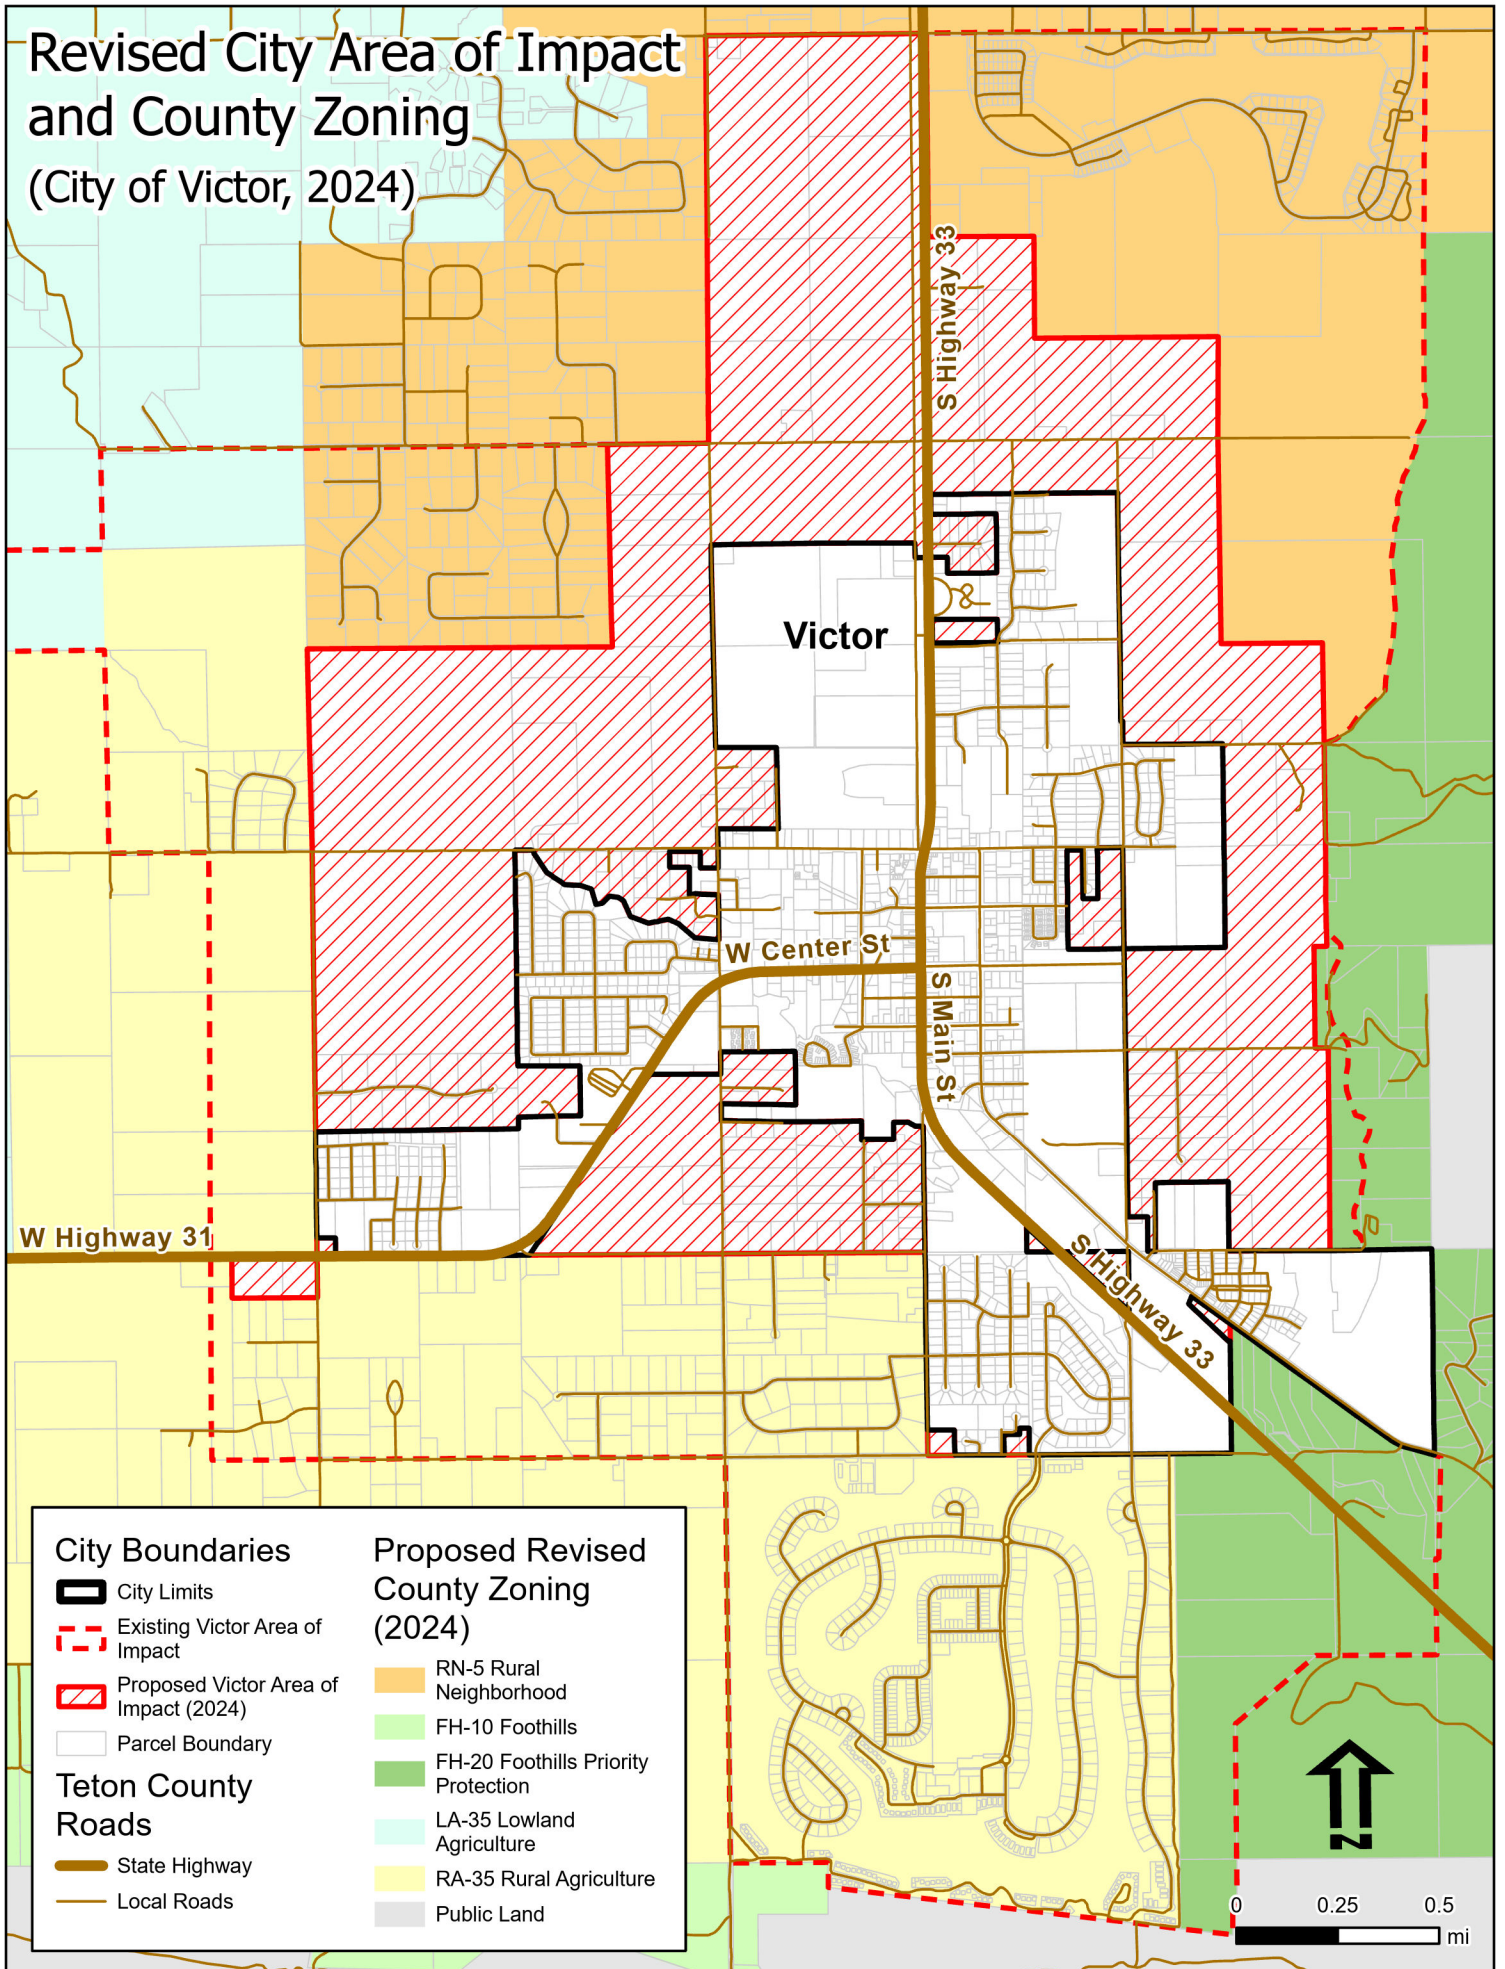 Revised City Area of Impact
and County Zoning
(City of Victor, 2024)
S Highway 33
Victor
W Center St
S Main St
W Highway 31
S Highway 33
City Boundaries
City Limits
Existing Victor Area of
Impact
Proposed Victor Area of
Impact (2024)
Parcel Boundary
Teton County
Roads
State Highway
Local Roads
Proposed Revised
County Zoning
(2024)
RN-5 Rural
Neighborhood
FH-10 Foothills
FH-20 Foothills Priority
Protection
LA-35 Lowland
Agriculture
RA-35 Rural Agriculture
Public Land
N
0 0.25 0.5
mi